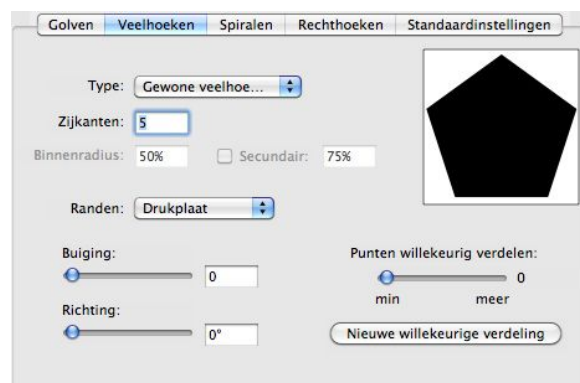 Golven Veelhoeken Spiralen Rechthoeken Standaardinstellingen
Type: Gewone veelhoe...
Zijkanten: 5
Binnenradius: 50% Secundair: 75%
Randen: Drukplaat
Buiging:
0
Richting:
0°
Punten willekeurig verdelen:
0
min meer
Nieuwe willekeurige verdeling